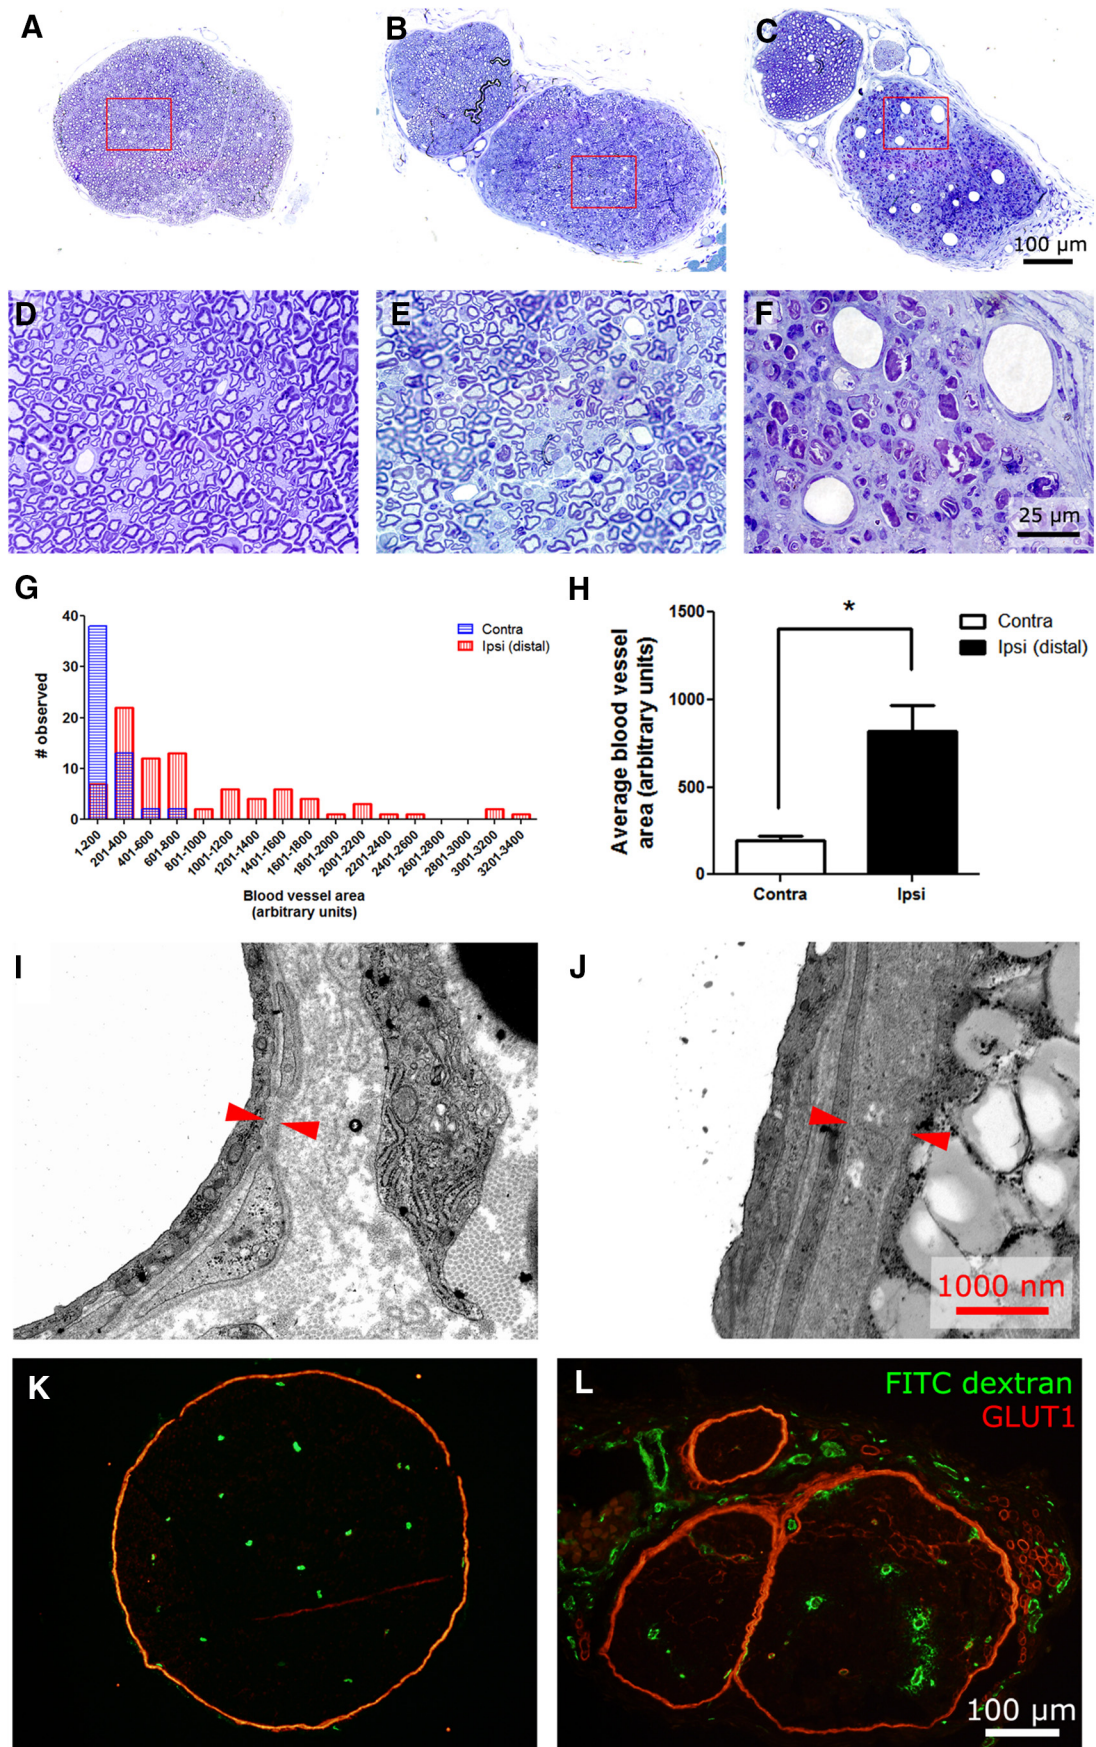 A
B
C
100 μm
D
E
F
25 μm
G
40
30
20
10
0
# observed
Contra
Ipsi (distal)
1-200
201-400
401-600
601-800
801-1000
1001-1200
1201-1400
1401-1600
1601-1800
1801-2000
2001-2200
2201-2400
2401-2600
2601-2800
2801-3000
3001-3200
3201-3400
Blood vessel area
(arbitrary units)
H
1500
1000
500
0
Average blood vessel
area (arbitrary units)
*
Contra
Ipsi (distal)
Contra
Ipsi
I
J
1000 nm
K
L
FITC dextran
GLUT1
100 μm